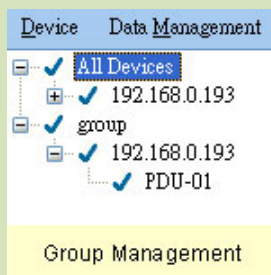 Device Data Management
All Devices
192.168.0.193
group
192.168.0.193
PDU-01
Group Management